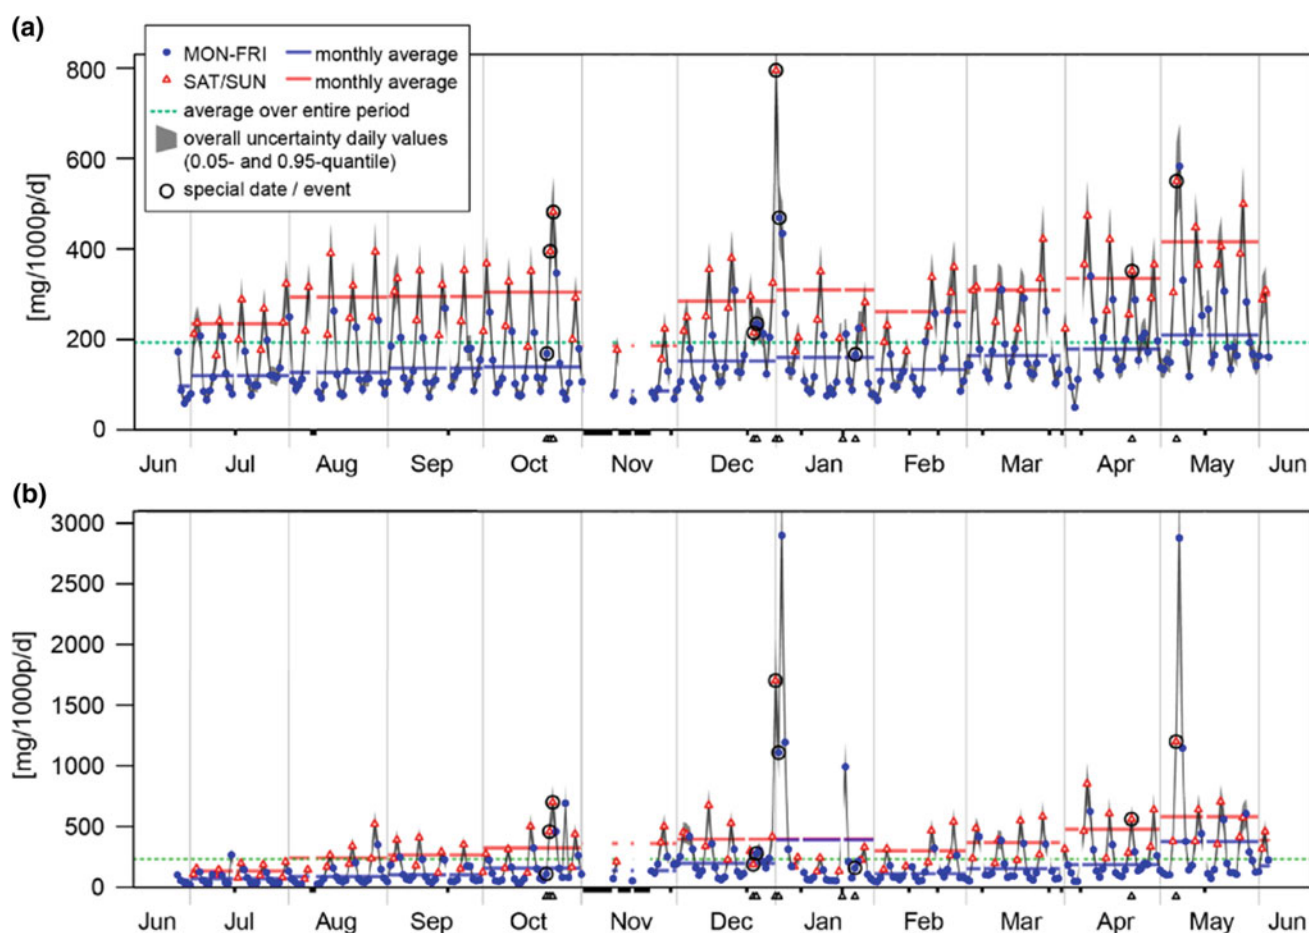 (a)
MON-FRI monthly average
SAT/SUN monthly average
average over entire period
overall uncertainty daily values
(0.05- and 0.95-quantile)
special date / event
800
600
400
200
0
[mg/1000p/d]
Jun Jul Aug Sep Oct Nov Dec Jan Feb Mar Apr May Jun
(b)
3000
2500
2000
1500
1000
500
0
[mg/1000p/d]
Jun Jul Aug Sep Oct Nov Dec Jan Feb Mar Apr May Jun